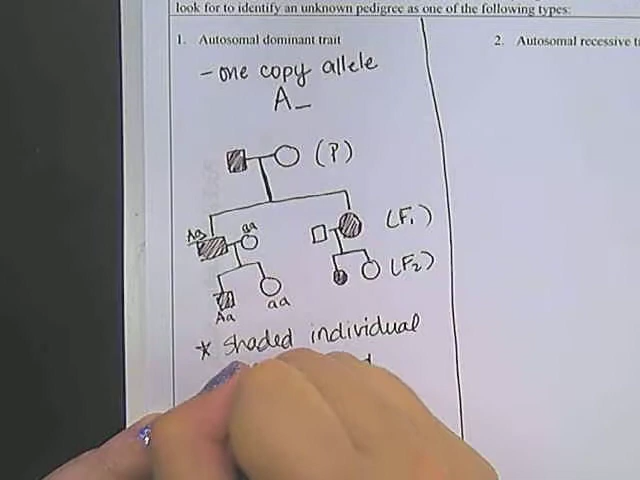 look for to identify an unknown pedigree as one of the following types:
1. Autosomal dominant trait
2. Autosomal recessive
- one copy allele
A_
(P)
Aa
aa
(F₁)
(F₂)
Aa
aa
* shaded individual